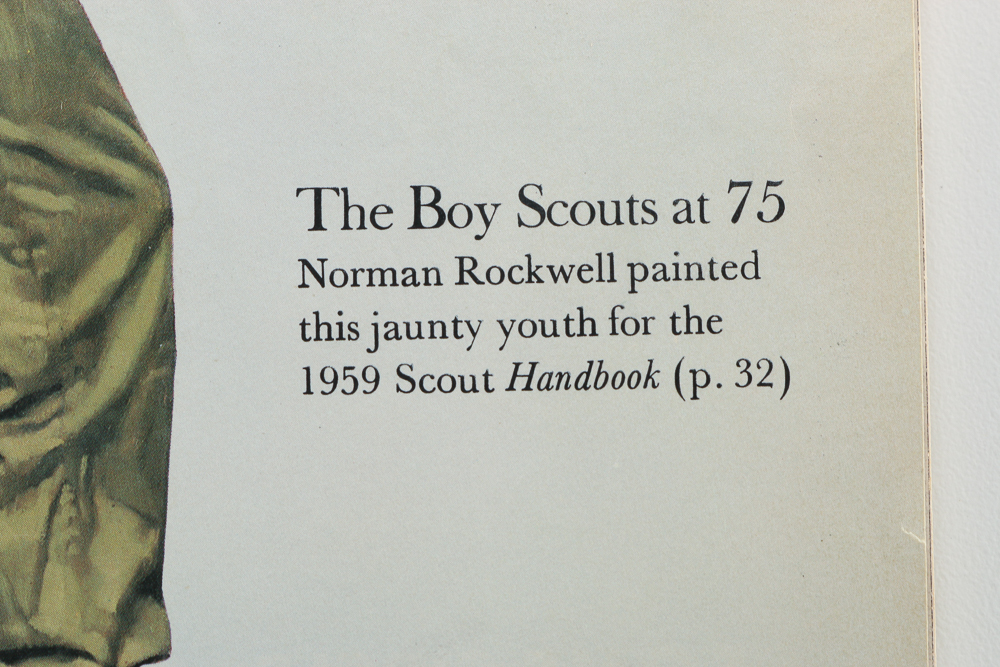 The Boy Scouts at 75
Norman Rockwell painted
this jaunty youth for the
1959 Scout Handbook (p. 32)